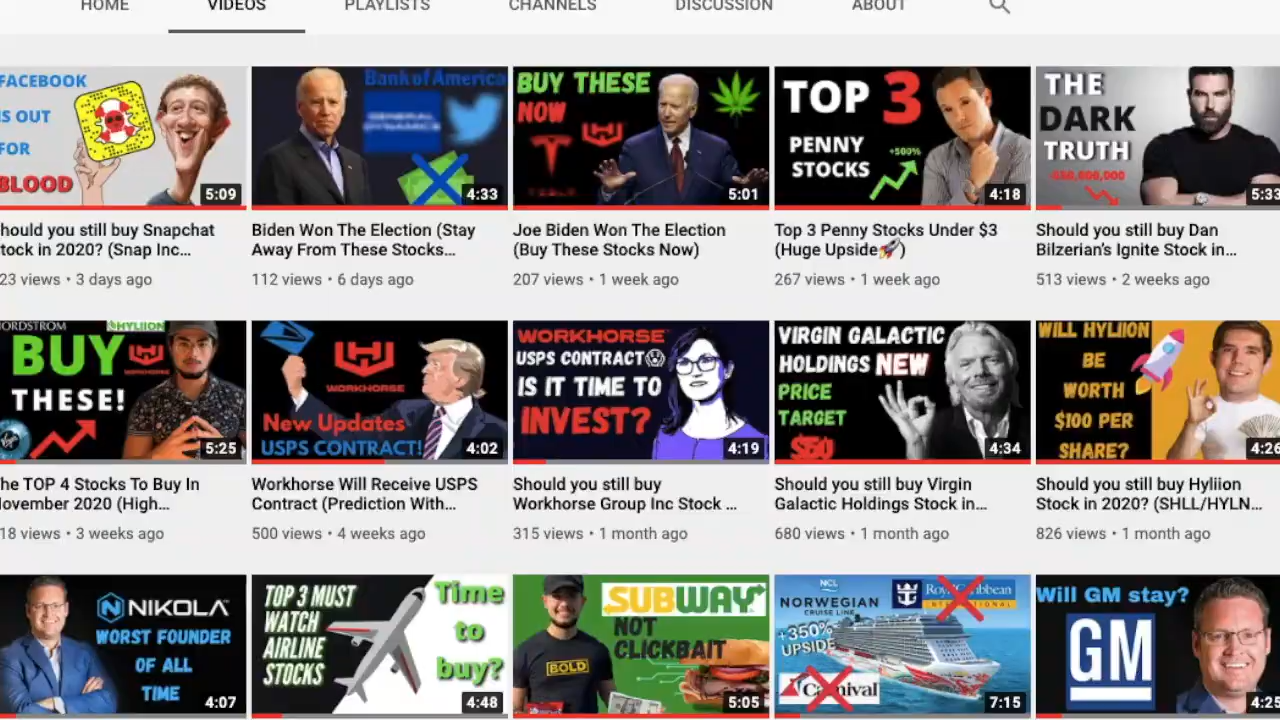 HOME VIDEOS PLAYLISTS CHANNELS DISCUSSION ABOUT
FACEBOOK
IS OUT
FOR
BLOOD
5:09
Bank of America
GENERAL
DYNAMICS
4:33
BUY THESE
NOW
TESLA
5:01
TOP 3
PENNY
STOCKS
+500%
4:18
THE
DARK
TRUTH
5:33
hould you still buy Snapchat
tock in 2020? (Snap Inc...
23 views • 3 days ago
Biden Won The Election (Stay
Away From These Stocks...
112 views • 6 days ago
Joe Biden Won The Election
(Buy These Stocks Now)
207 views • 1 week ago
Top 3 Penny Stocks Under $3
(Huge Upside🚀)
267 views • 1 week ago
Should you still buy Dan
Bilzerian's Ignite Stock in...
513 views • 2 weeks ago
NORDSTROM
HYLIION
BUY
WORKHORSE
THESE!
5:25
WORKHORSE
New Updates
USPS CONTRACT!
4:02
WORKHORSE
USPS CONTRACT😱
IS IT TIME TO
INVEST?
4:19
VIRGIN GALACTIC
HOLDINGS NEW
PRICE
TARGET
4:34
WILL HYLIION
BE
WORTH
$100 PER
SHARE?
4:26
he TOP 4 Stocks To Buy In
ovember 2020 (High...
18 views • 3 weeks ago
Workhorse Will Receive USPS
Contract (Prediction With...
500 views • 4 weeks ago
Should you still buy
Workhorse Group Inc Stock ...
315 views • 1 month ago
Should you still buy Virgin
Galactic Holdings Stock in...
680 views • 1 month ago
Should you still buy Hyliion
Stock in 2020? (SHLL/HYLN...
826 views • 1 month ago
NIKOLA
WORST FOUNDER
OF ALL
TIME
4:07
TOP 3 MUST
WATCH
AIRLINE
STOCKS
Time
to
buy?
4:48
SUBWAY
NOT
CLICKBAIT
BOLD
5:05
NCL
NORWEGIAN
CRUISE LINE
Royal Caribbean
INTERNATIONAL
+350%
UPSIDE
Carnival
7:15
Will GM stay?
GM
4:25